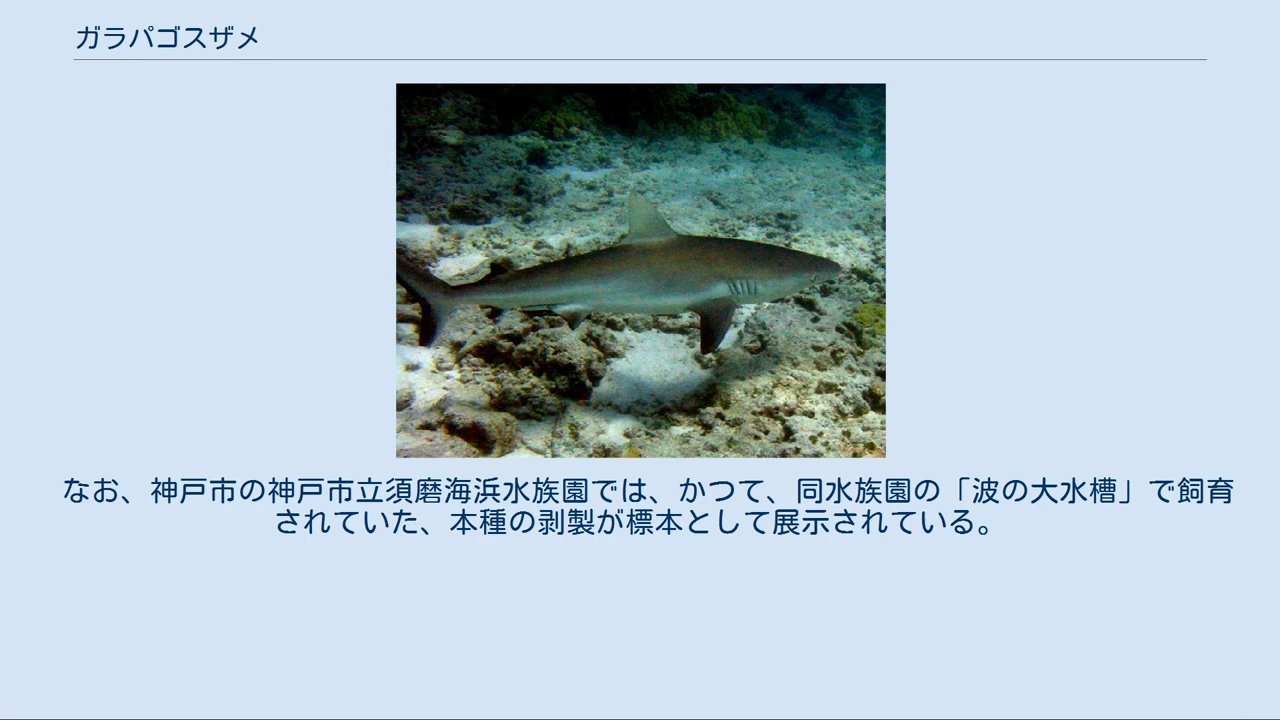 ガラパゴスザメ
なお、神戸市の神戸市立須磨海浜水族園では、かつて、同水族園の「波の大水槽」で飼育
されていた、本種の剥製が標本として展示されている。